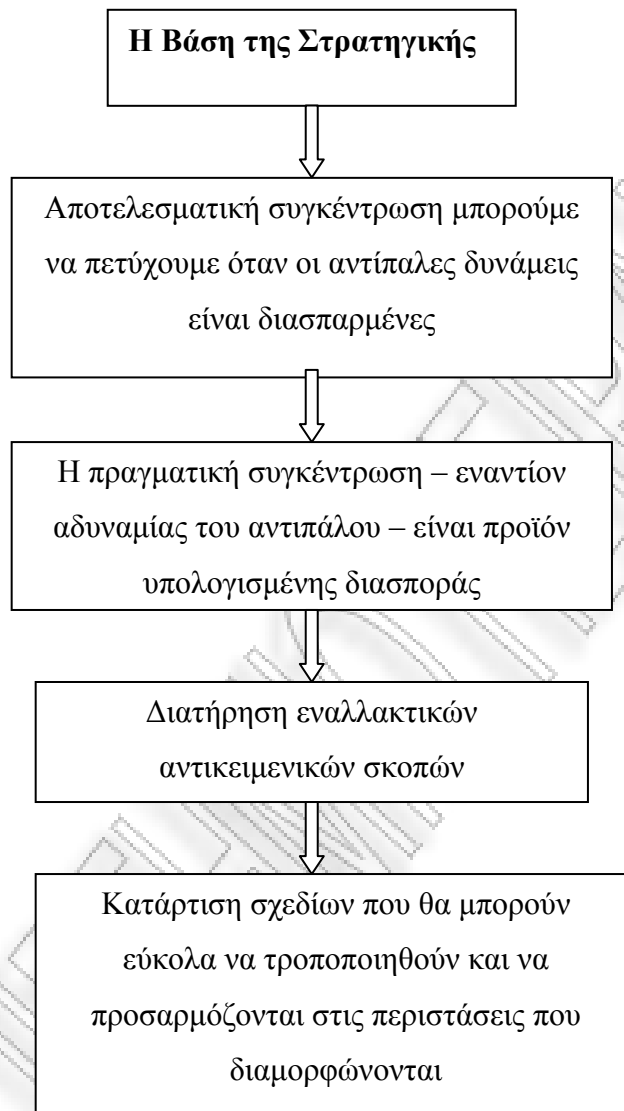 Η Βάση της Στρατηγικής
Αποτελεσματική συγκέντρωση μπορούμε
να πετύχουμε όταν οι αντίπαλες δυνάμεις
είναι διασπαρμένες
Η πραγματική συγκέντρωση – εναντίον
αδυναμίας του αντιπάλου – είναι προϊόν
υπολογισμένης διασποράς
Διατήρηση εναλλακτικών
αντικειμενικών σκοπών
Κατάρτιση σχεδίων που θα μπορούν
εύκολα να τροποποιηθούν και να
προσαρμόζονται στις περιστάσεις που
διαμορφώνονται